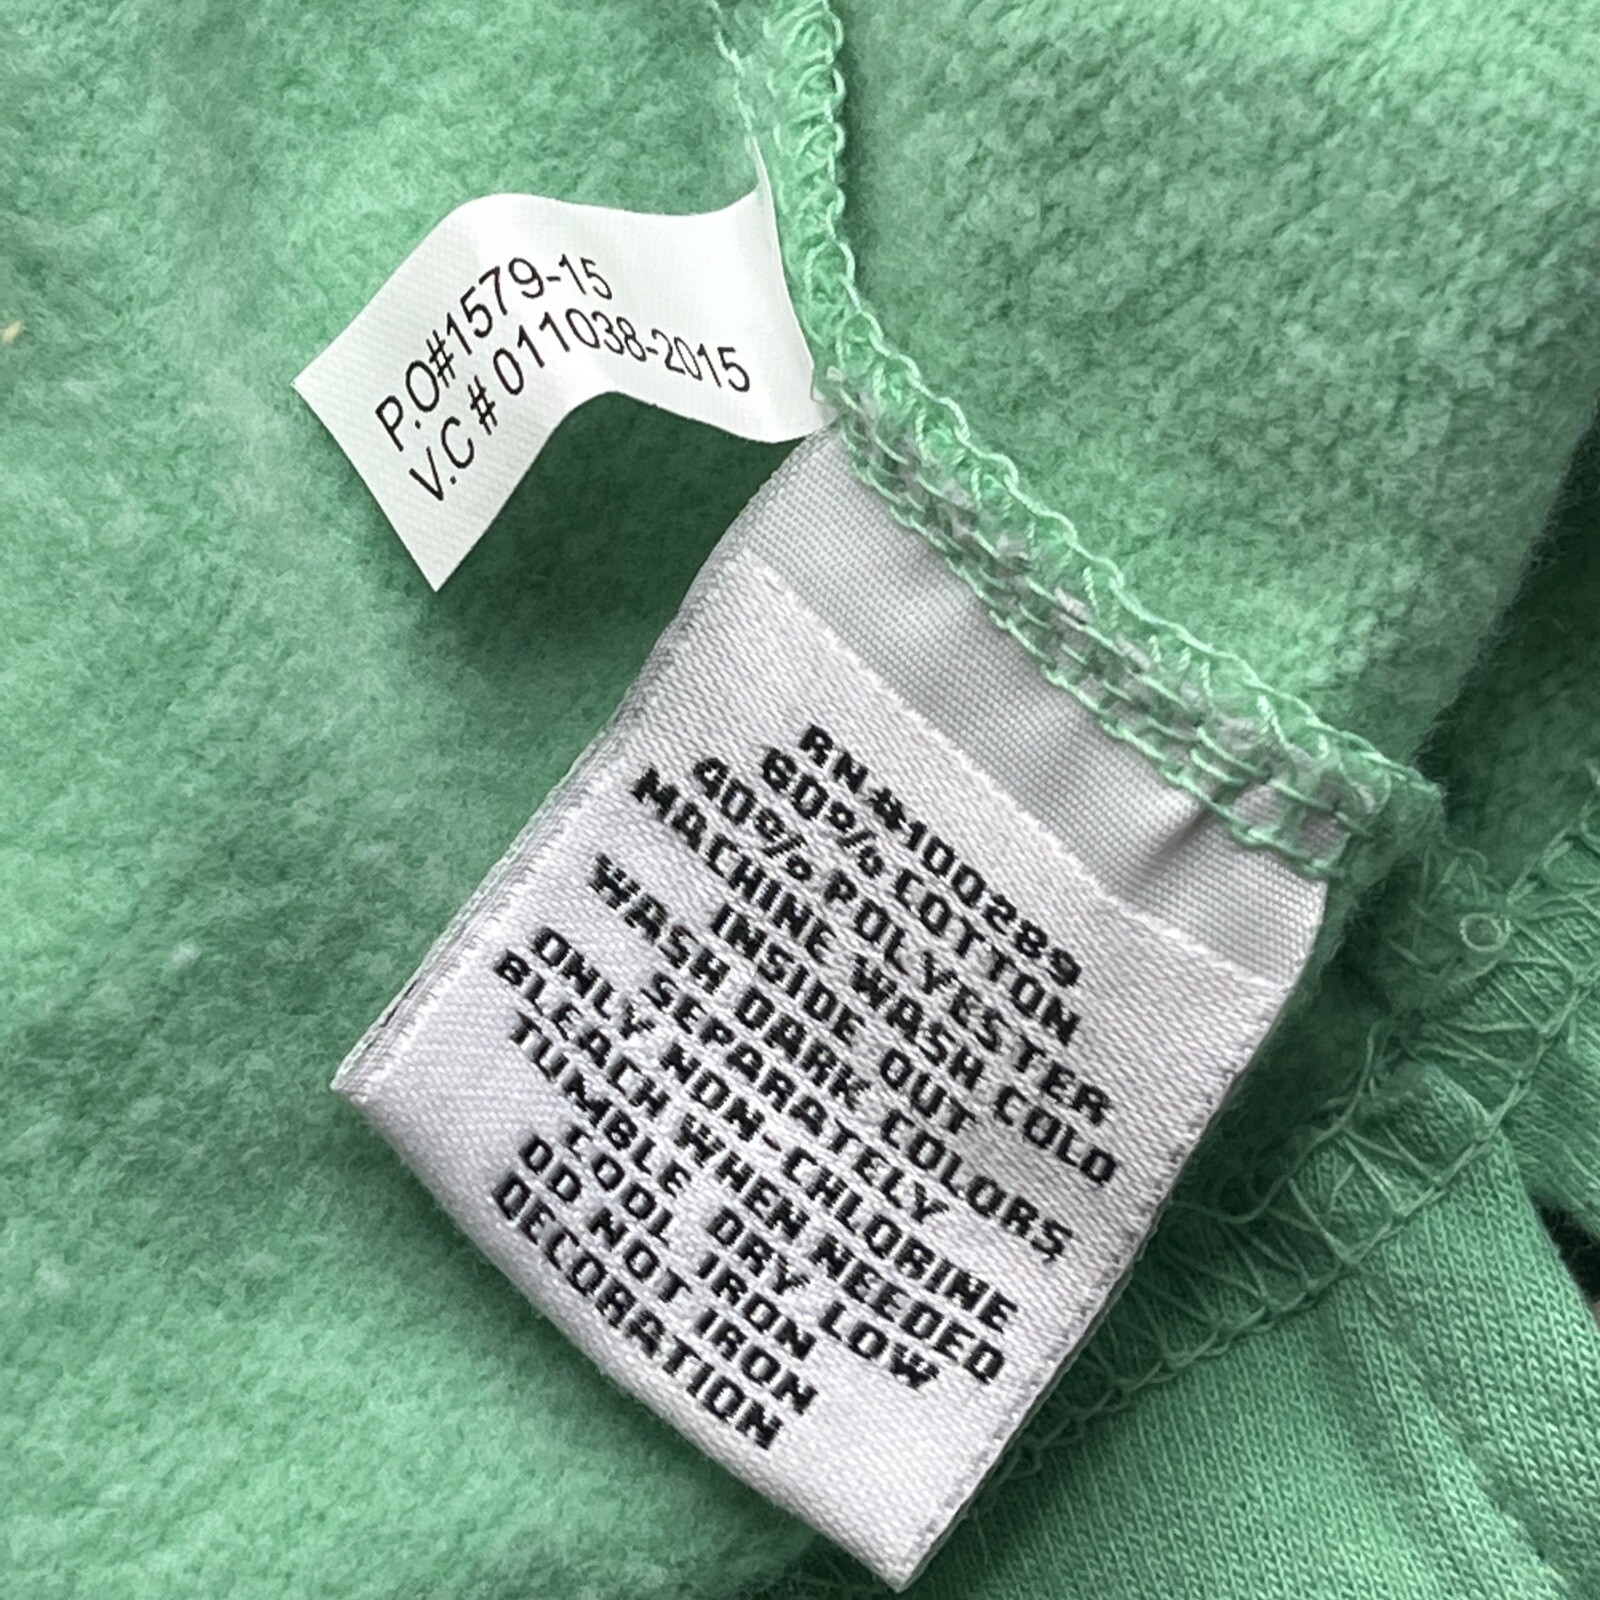 P.O#1579-15
V.C # 011038-2015
RN#100289
60% COTTON
40% POLYESTER
MACHINE WASH COLD
INSIDE OUT
WASH DARK COLORS
SEPARATELY
ONLY NON-CHLORINE
BLEACH WHEN NEEDED
TUMBLE DRY LOW
COOL IRON
DO NOT IRON
DECORATION